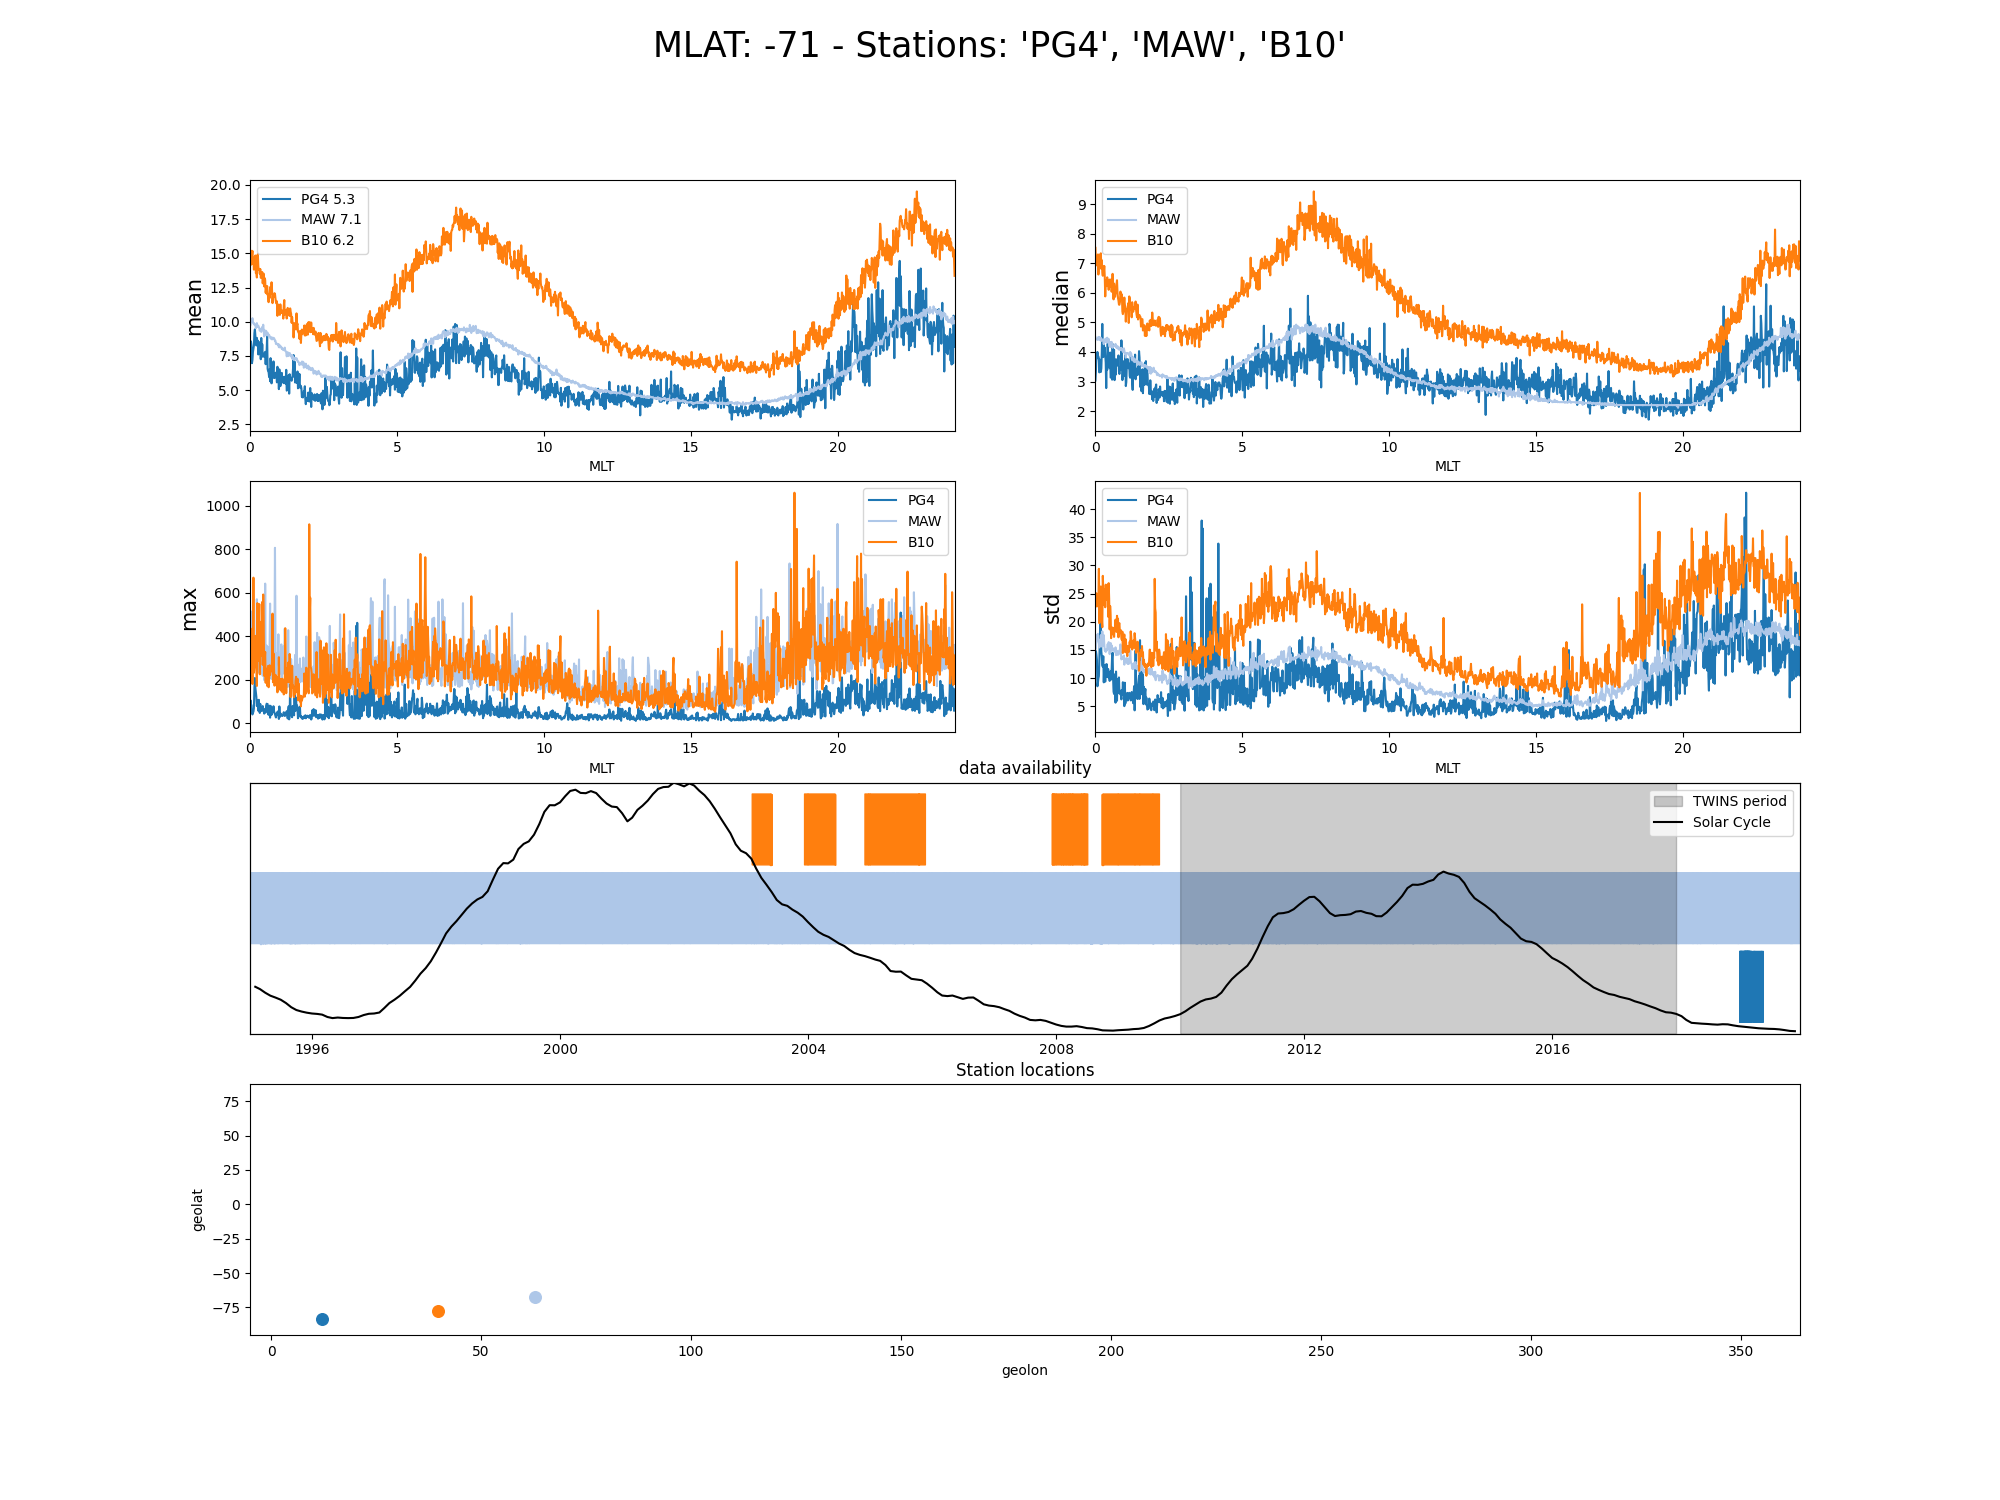 MLAT: -71 - Stations: 'PG4', 'MAW', 'B10'
mean
20.0
17.5
15.0
12.5
10.0
7.5
5.0
2.5
PG4 5.3
MAW 7.1
B10 6.2
0 5 10 15 20
MLT
median
9
8
7
6
5
4
3
2
PG4
MAW
B10
0 5 10 15 20
MLT
max
1000
800
600
400
200
0
PG4
MAW
B10
0 5 10 15 20
MLT
std
40
35
30
25
20
15
10
5
PG4
MAW
B10
0 5 10 15 20
MLT
data availability
TWINS period
Solar Cycle
1996 2000 2004 2008 2012 2016
Station locations
geolat
75
50
25
0
−25
−50
−75
0 50 100 150 200 250 300 350
geolon